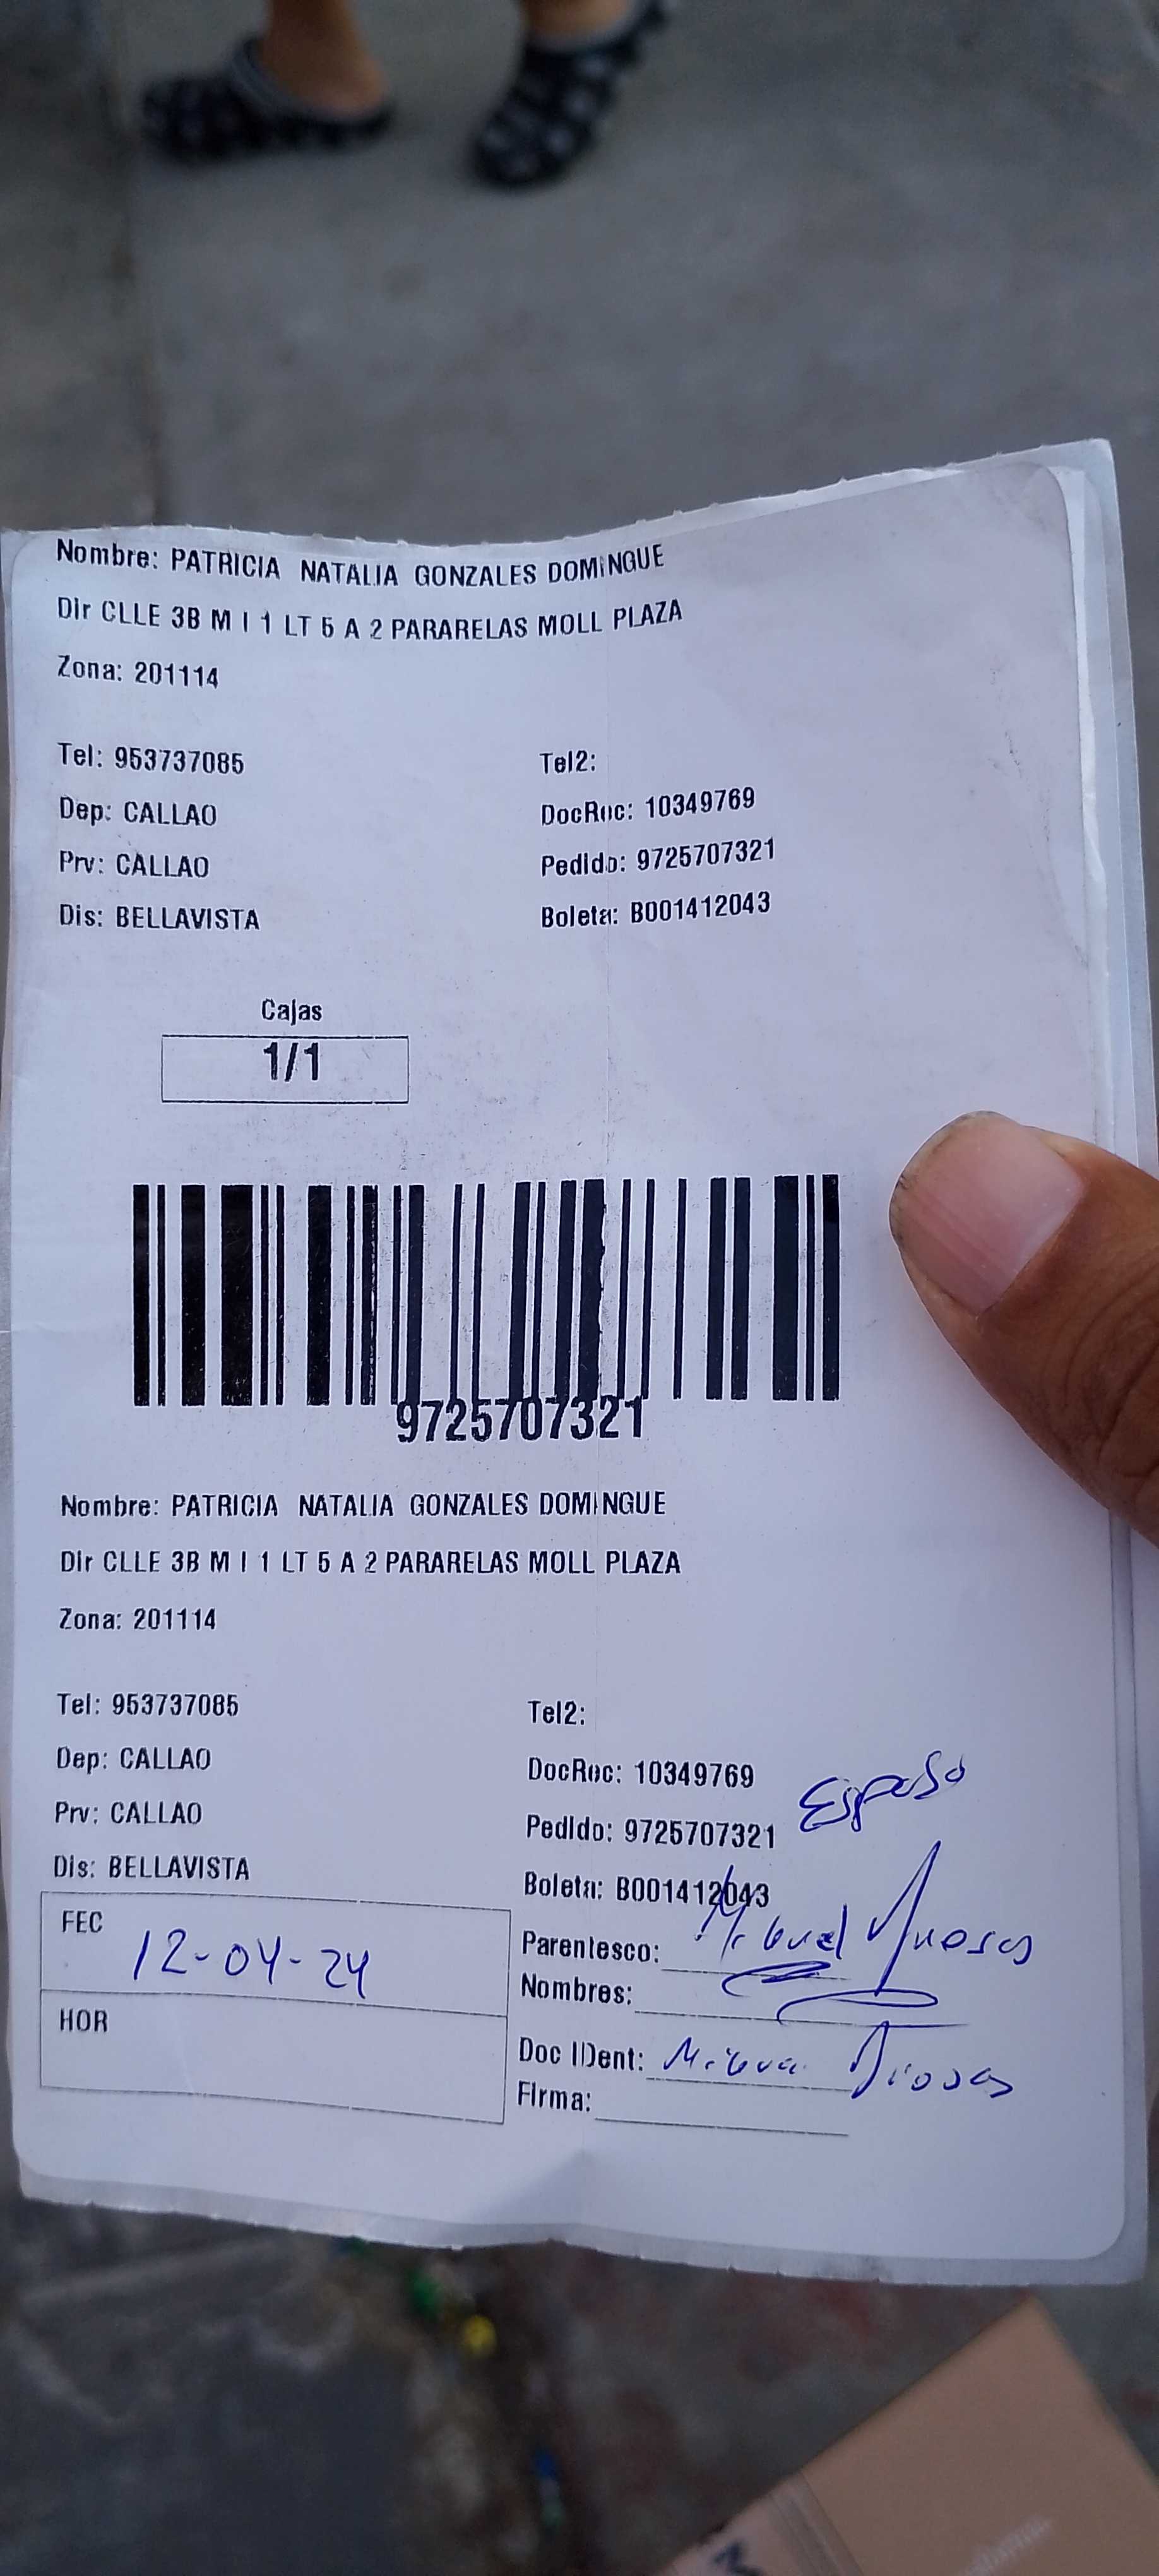 Nombre: PATRICIA NATALIA GONZALES DOMINGUE
Dir CLLE 3B M I 1 LT 5 A 2 PARARELAS MOLL PLAZA
Zona: 201114
Tel: 953737085 Tel2:
Dep: CALLAO DocRec: 10349769
Prv: CALLAO Pedido: 9725707321
Dis: BELLAVISTA Boleta: B001412043
Cajas
1/1
9725707321
Nombre: PATRICIA NATALIA GONZALES DOMINGUE
Dir CLLE 3B M I 1 LT 5 A 2 PARARELAS MOLL PLAZA
Zona: 201114
Tel: 953737085 Tel2:
Dep: CALLAO DocRec: 10349769 Esposo
Prv: CALLAO Pedido: 9725707321
Dis: BELLAVISTA Boleta: B001412043
FEC 12-04-24 Parentesco: Miguel
Nombres:
HOR Doc IDent:
Firma: